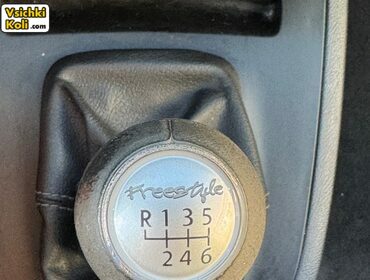 Vsichki
Koli.com
Freestyle
R 1 3 5
2 4 6